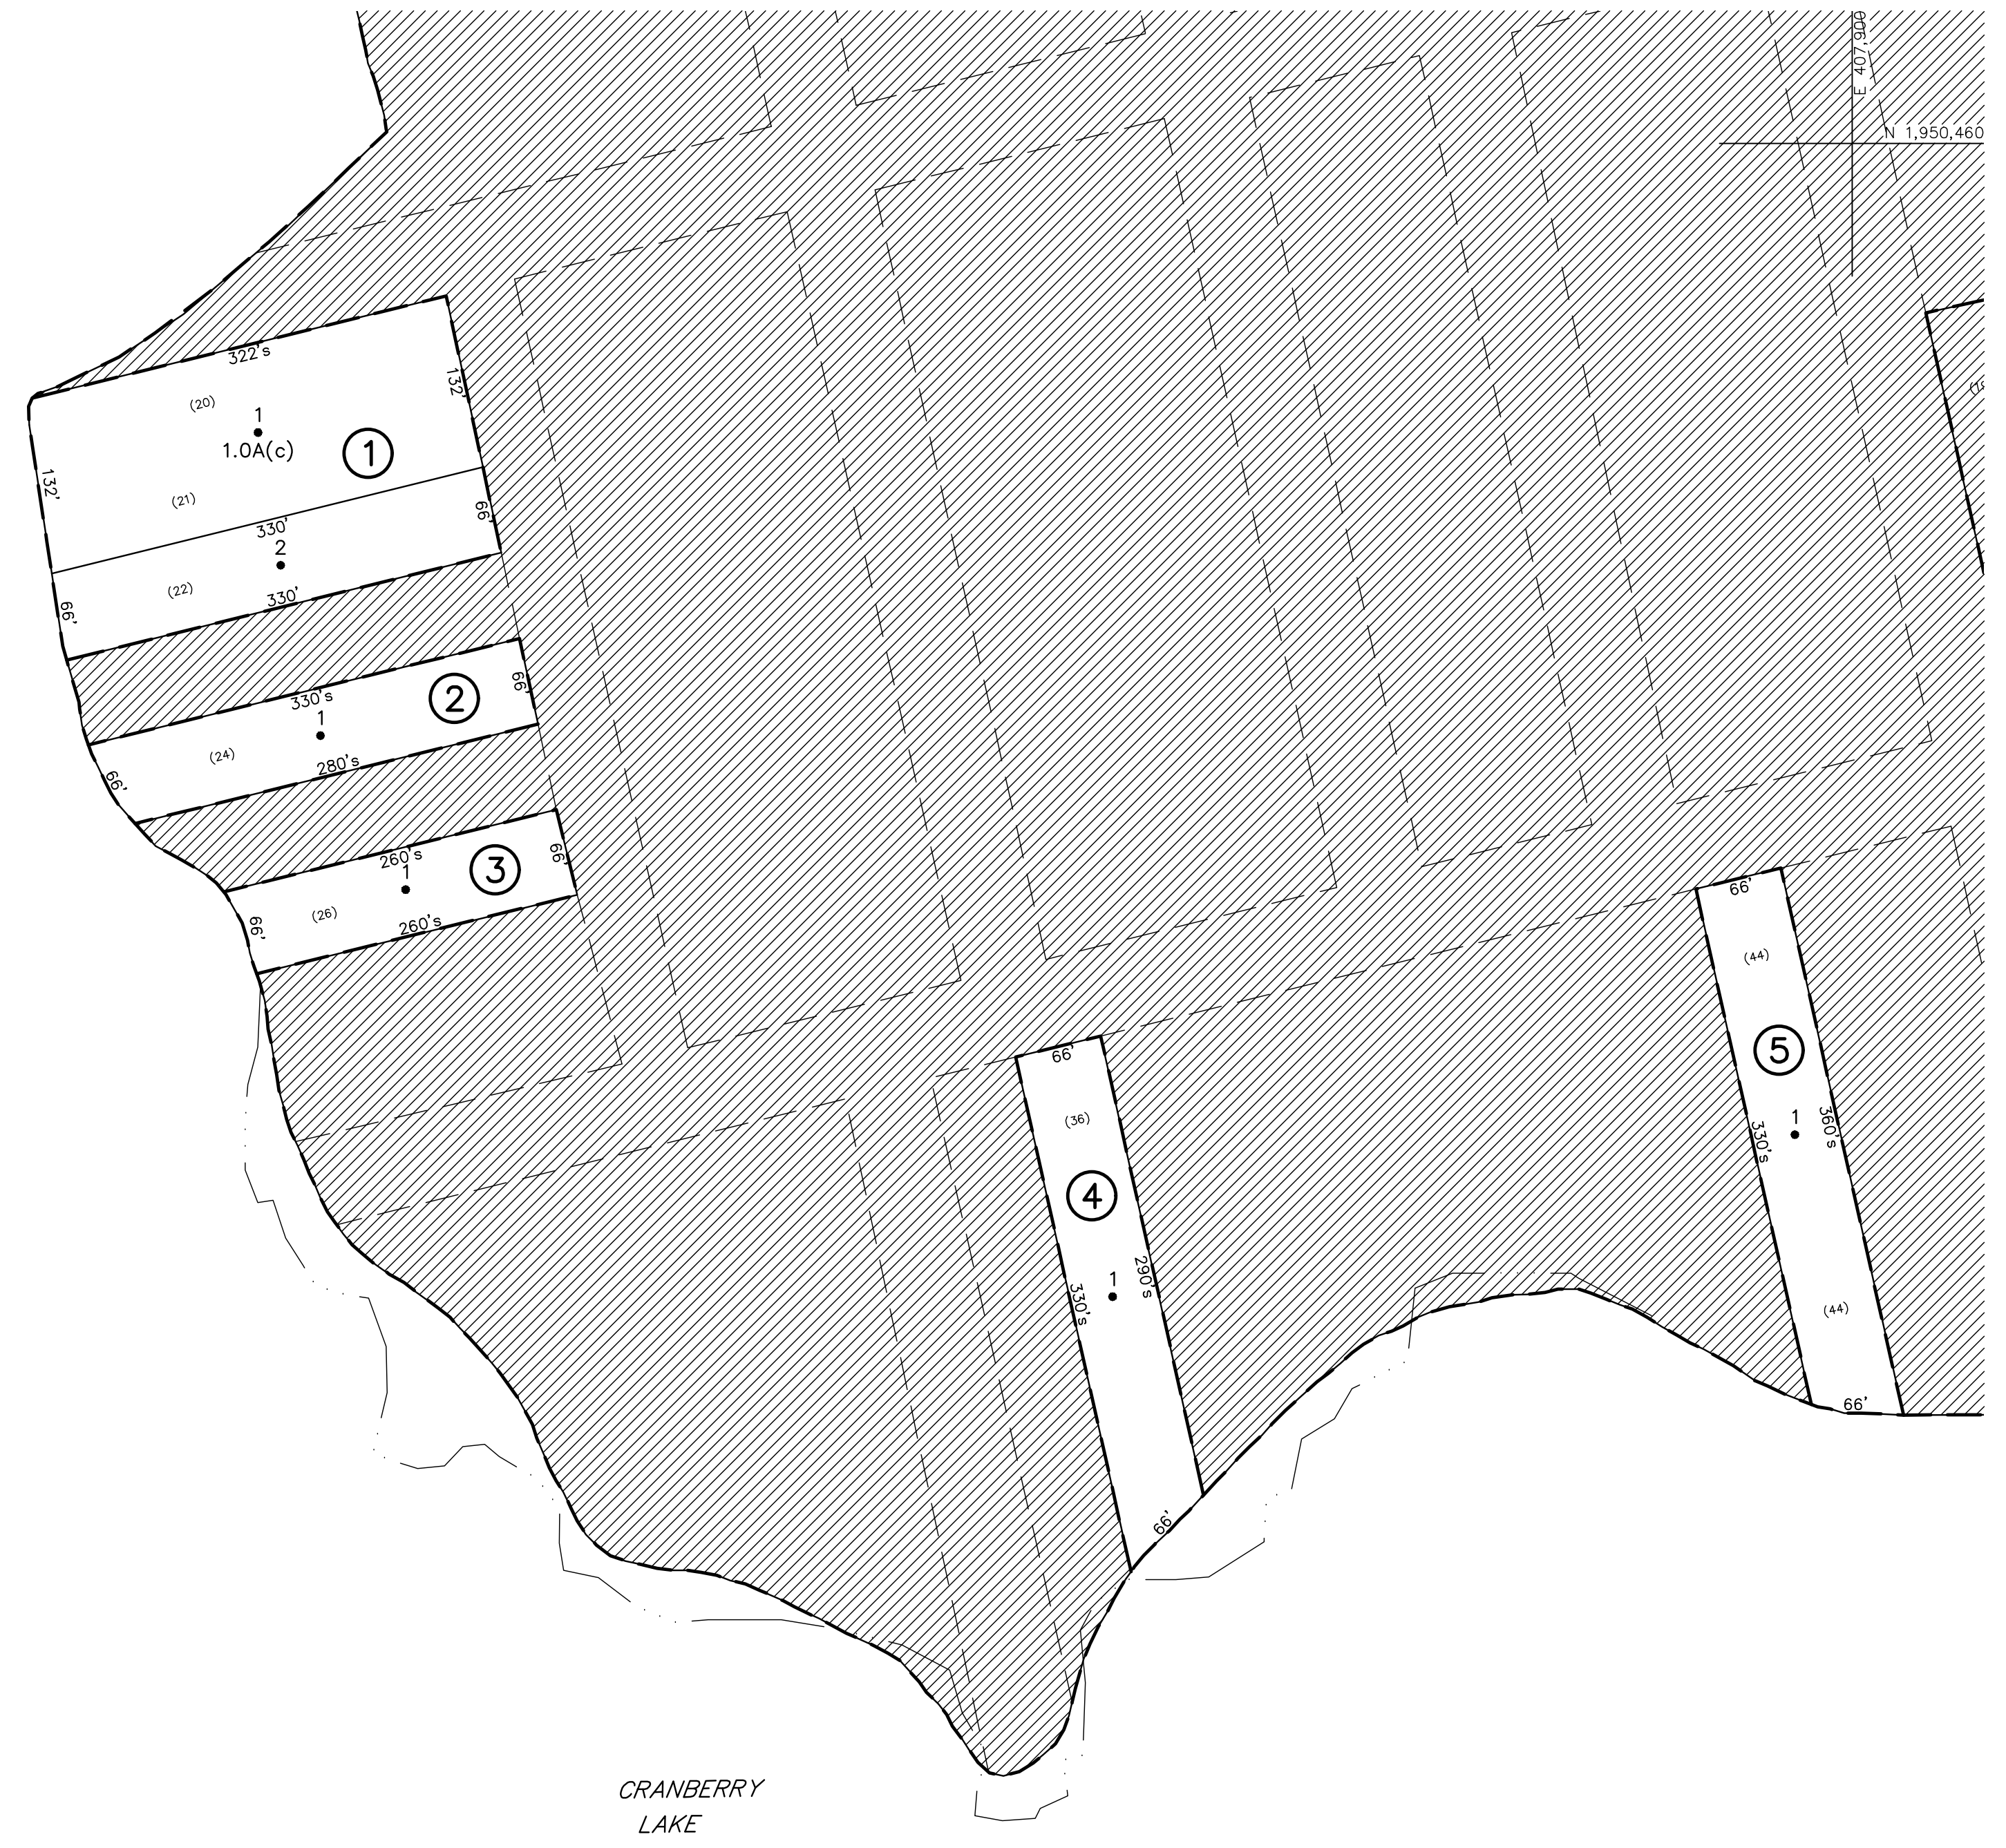 E 407,900
N 1,950,460
322's
132'
(20)
1
1.0A(c)
1
132'
(21)
66'
330'
2
(22)
330'
66'
66'
330's
1
2
(24)
280's
66'
66'
260's
1
3
(26)
260's
66'
66'
(44)
5
1
330's
360's
(44)
66'
66'
(36)
4
1
330's
290's
66'
CRANBERRY
LAKE